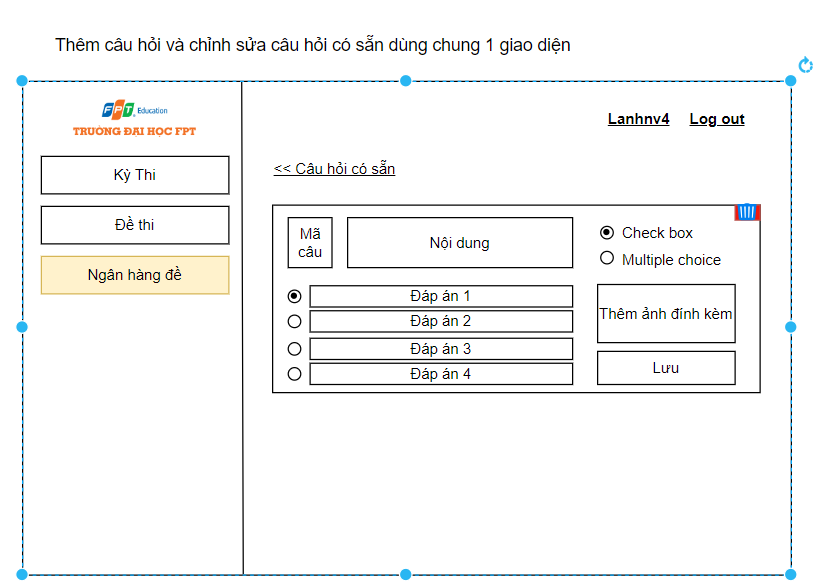 Thêm câu hỏi và chỉnh sửa câu hỏi có sẵn dùng chung 1 giao diện
FPT Education
TRƯỜNG ĐẠI HỌC FPT
Lanhnv4 Log out
Kỳ Thi
Đề thi
Ngân hàng đề
<< Câu hỏi có sẵn
Mã
câu
Nội dung
Check box
Multiple choice
Đáp án 1
Đáp án 2
Đáp án 3
Đáp án 4
Thêm ảnh đính kèm
Lưu